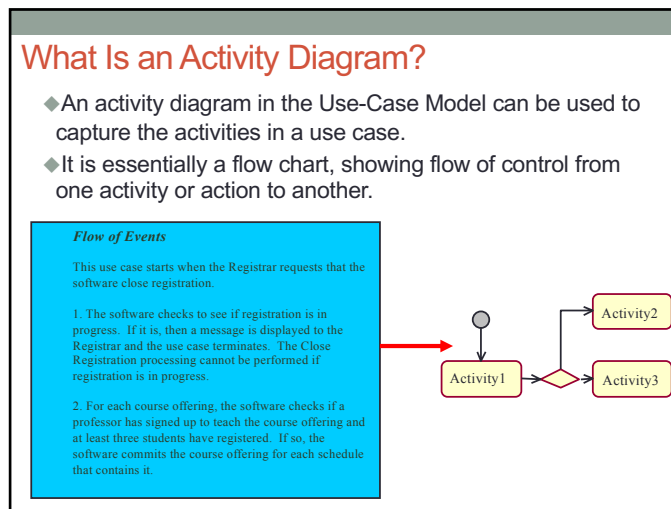 What Is an Activity Diagram?
An activity diagram in the Use-Case Model can be used to
capture the activities in a use case.
It is essentially a flow chart, showing flow of control from
one activity or action to another.
Flow of Events
This use case starts when the Registrar requests that the
software close registration.
1. The software checks to see if registration is in
progress. If it is, then a message is displayed to the
Registrar and the use case terminates. The Close
Registration processing cannot be performed if
registration is in progress.
2. For each course offering, the software checks if a
professor has signed up to teach the course offering and
at least three students have registered. If so, the
software commits the course offering for each schedule
that contains it.
Activity2
Activity1
Activity3